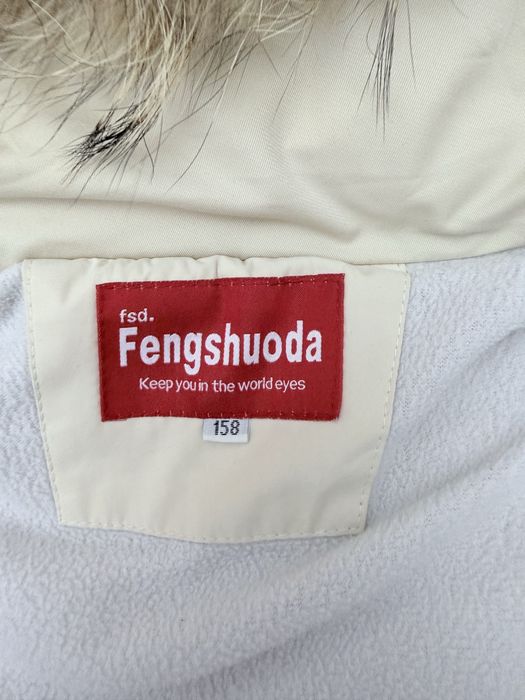 fsd.
Fengshuoda
Keep you in the world eyes
158